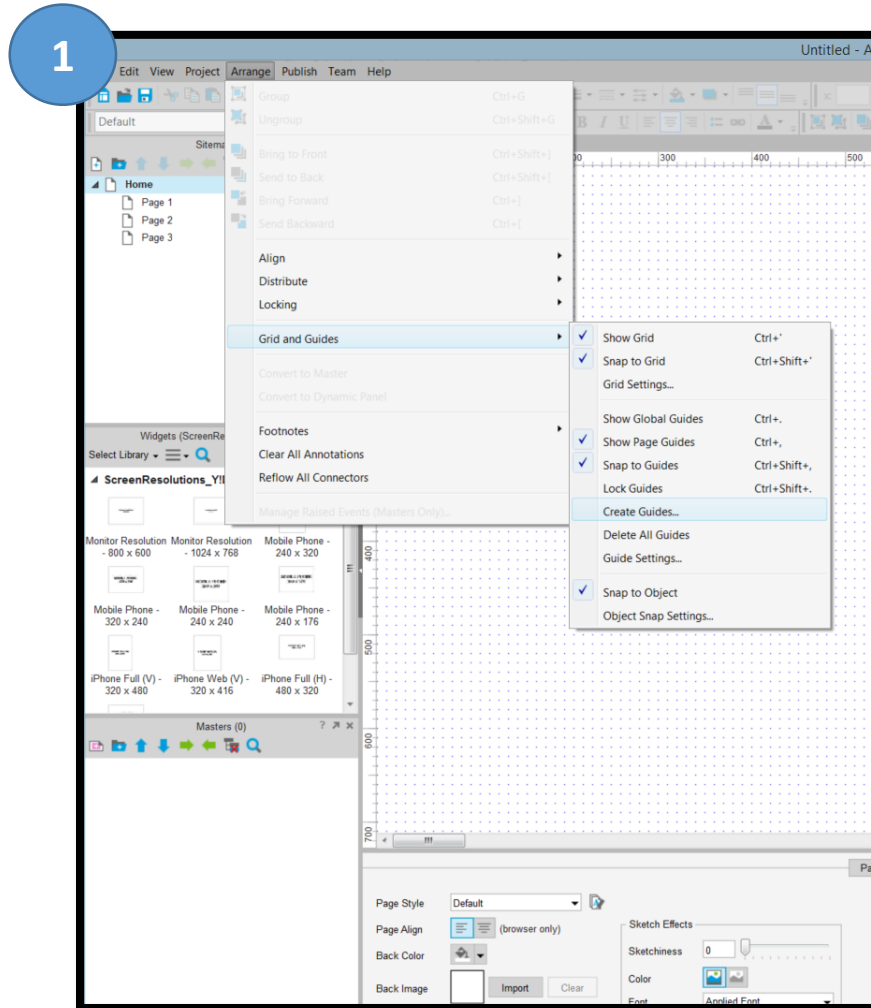 1
Untitled - A
Edit View Project Arrange Publish Team Help
Default
B I U A
Sitema
Home
Page 1
Page 2
Page 3
Group Ctrl+G
Ungroup Ctrl+Shift+G
Bring to Front Ctrl+Shift+]
Send to Back Ctrl+Shift+[
Bring Forward Ctrl+]
Send Backward Ctrl+[
Align
Distribute
Locking
Grid and Guides
Convert to Master
Convert to Dynamic Panel
Footnotes
Clear All Annotations
Reflow All Connectors
Manage Raised Events (Masters Only)...
00 300 400 500
Show Grid Ctrl+'
Snap to Grid Ctrl+Shift+'
Grid Settings...
Show Global Guides Ctrl+.
Show Page Guides Ctrl+,
Snap to Guides Ctrl+Shift+,
Lock Guides Ctrl+Shift+.
Create Guides...
Delete All Guides
Guide Settings...
Snap to Object
Object Snap Settings...
Widgets (ScreenRe
Select Library
ScreenResolutions_Y!
Monitor Resolution - 800 x 600
Monitor Resolution - 1024 x 768
Mobile Phone - 240 x 320
Mobile Phone - 320 x 240
Mobile Phone - 240 x 240
Mobile Phone - 240 x 176
iPhone Full (V) - 320 x 480
iPhone Web (V) - 320 x 416
iPhone Full (H) - 480 x 320
400
500
600
700
Masters (0) ?
Pa
Page Style Default
Page Align (browser only)
Back Color
Back Image Import Clear
Sketch Effects
Sketchiness 0
Color
Font Applied Font